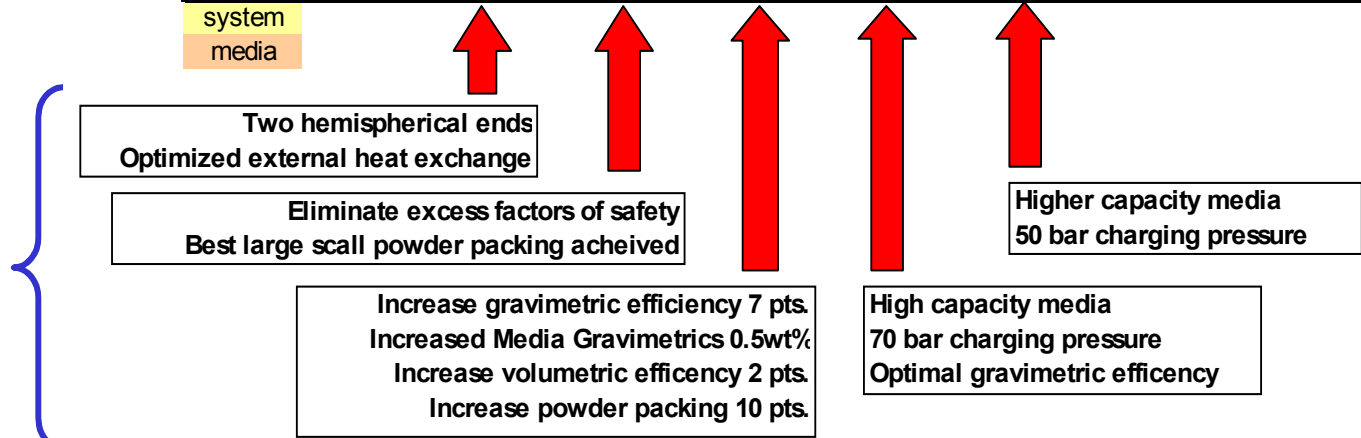 system
media
Two hemispherical ends
Optimized external heat exchange
Eliminate excess factors of safety
Best large scall powder packing acheived
Higher capacity media
50 bar charging pressure
Increase gravimetric efficiency 7 pts.
Increased Media Gravimetrics 0.5wt%
Increase volumetric efficency 2 pts.
Increase powder packing 10 pts.
High capacity media
70 bar charging pressure
Optimal gravimetric efficency